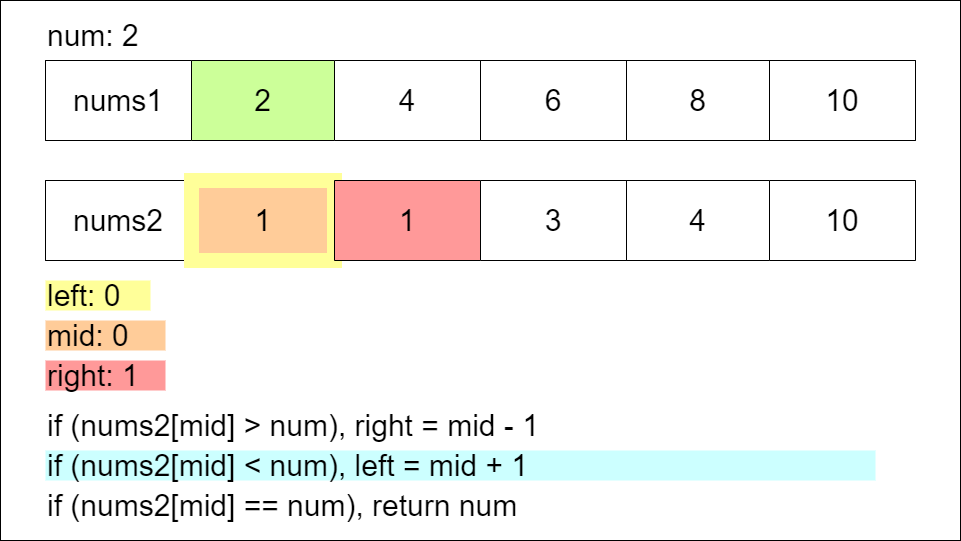 num: 2
nums1 2 4 6 8 10
nums2 1 1 3 4 10
left: 0
mid: 0
right: 1
if (nums2[mid] > num), right = mid - 1
if (nums2[mid] < num), left = mid + 1
if (nums2[mid] == num), return num